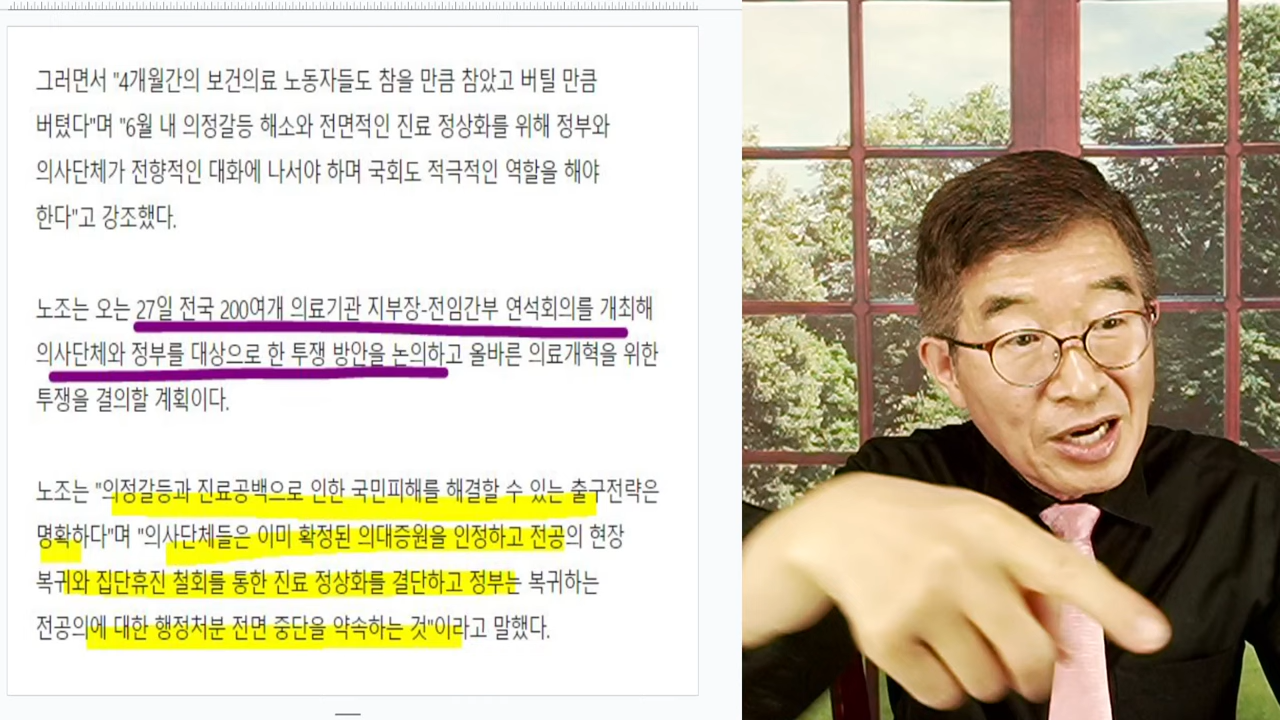 그러면서 "4개월간의 보건의료 노동자들도 참을 만큼 참았고 버틸 만큼
버텼다"며 "6월 내 의정갈등 해소와 전면적인 진료 정상화를 위해 정부와
의사단체가 전향적인 대화에 나서야 하며 국회도 적극적인 역할을 해야
한다"고 강조했다.
노조는 오는 27일 전국 200여개 의료기관 지부장-전임간부 연석회의를 개최해
의사단체와 정부를 대상으로 한 투쟁 방안을 논의하고 올바른 의료개혁을 위한
투쟁을 결의할 계획이다.
노조는 "의정갈등과 진료공백으로 인한 국민피해를 해결할 수 있는 출구전략은
명확하다"며 "의사단체들은 이미 확정된 의대증원을 인정하고 전공의 현장
복귀와 집단휴진 철회를 통한 진료 정상화를 결단하고 정부는 복귀하는
전공의에 대한 행정처분 전면 중단을 약속하는 것"이라고 말했다.